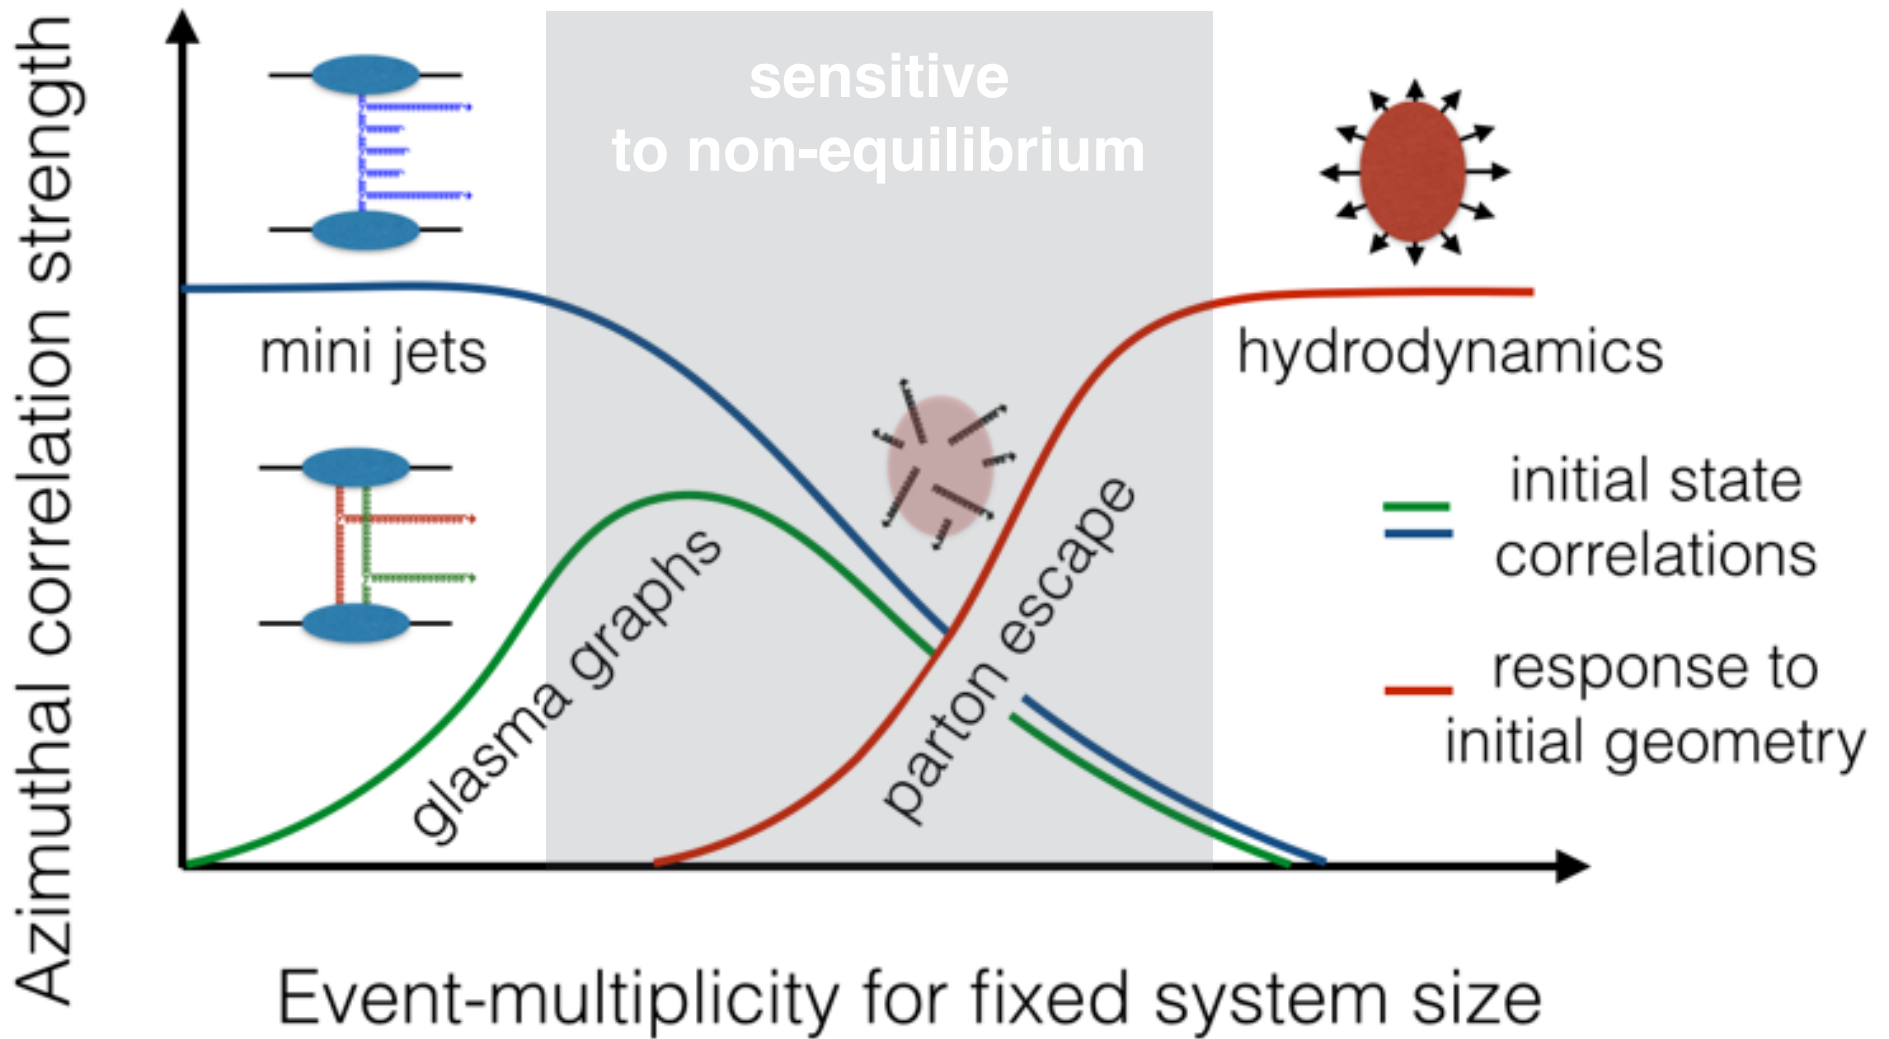 Azimuthal correlation strength
sensitive
to non-equilibrium
mini jets
hydrodynamics
glasma graphs
parton escape
initial state
correlations
response to
initial geometry
Event-multiplicity for fixed system size